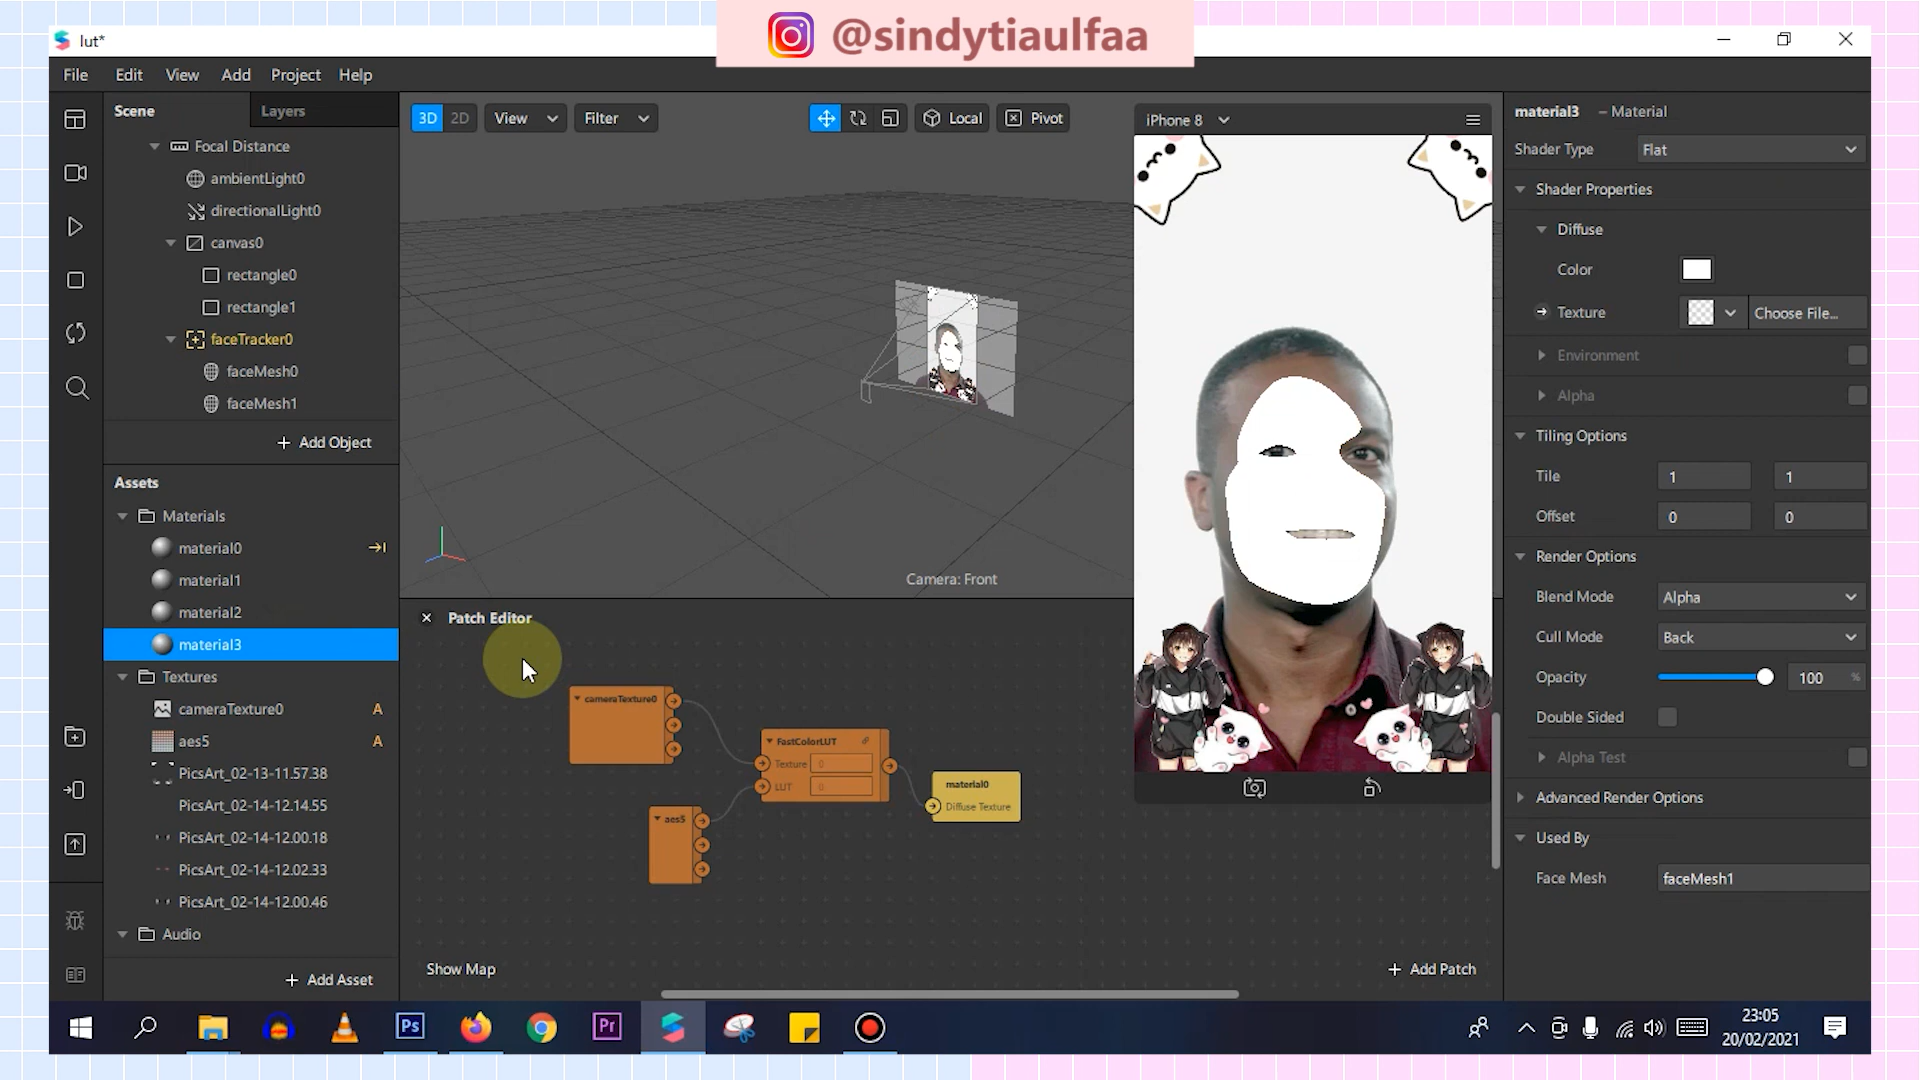 @sindytiaulfaa
lut*
File Edit View Add Project Help
Scene Layers
Focal Distance
ambientLight0
directionalLight0
canvas0
rectangle0
rectangle1
faceTracker0
faceMesh0
faceMesh1
+ Add Object
Assets
Materials
material0
material1
material2
material3
Textures
cameraTexture0 A
aes5 A
PicsArt_02-13-11.57.38
PicsArt_02-14-12.14.55
PicsArt_02-14-12.00.18
PicsArt_02-14-12.02.33
PicsArt_02-14-12.00.46
Audio
+ Add Asset
3D 2D View Filter Local Pivot
Camera: Front
iPhone 8
Patch Editor
cameraTexture0
FastColorLUT
Texture 0
LUT 0
aes5
material0
Diffuse Texture
Show Map
+ Add Patch
material3 – Material
Shader Type Flat
Shader Properties
Diffuse
Color
Texture Choose File...
Environment
Alpha
Tiling Options
Tile 1 1
Offset 0 0
Render Options
Blend Mode Alpha
Cull Mode Back
Opacity 100 %
Double Sided
Alpha Test
Advanced Render Options
Used By
Face Mesh faceMesh1
Ps
Pr
23:05
20/02/2021